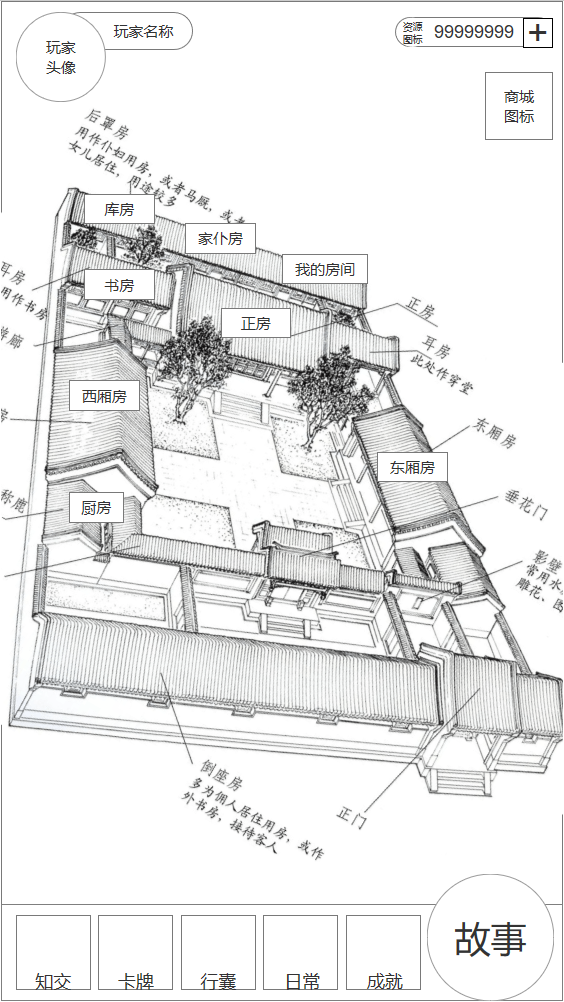 玩家
头像
玩家名称
资源
图标
99999999
+
商城
图标
后罩房
用作仆妇用房，或者马厩，或者
女儿居住，用途较多
库房
家仆房
我的房间
耳房
用作书房
书房
正房
正房
耳房
此处作穿堂
游廊
西厢房
东厢房
东厢房
房
称鹿
厨房
垂花门
影壁
常用水
雕花、图
倒座房
多为佣人居住用房，或作
外书房，接待客人
正门
知交
卡牌
行囊
日常
成就
故事